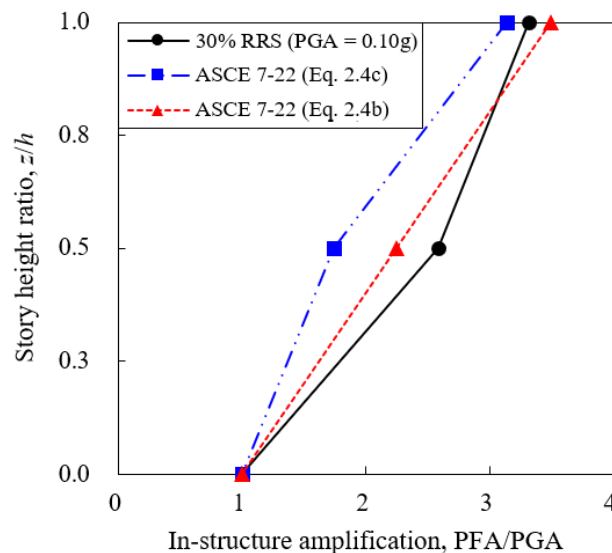 30% RRS (PGA = 0.10g)
ASCE 7-22 (Eq. 2.4c)
ASCE 7-22 (Eq. 2.4b)
Story height ratio, z/h
1.0
0.8
0.5
0.3
0.0
0 1 2 3 4
In-structure amplification, PFA/PGA